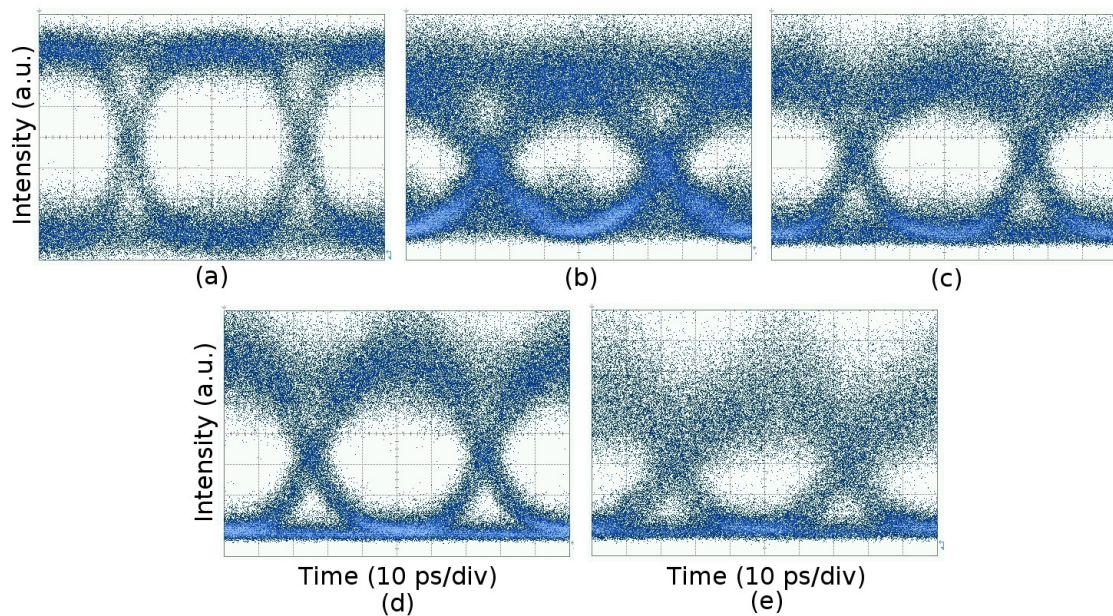 Intensity (a.u.)
(a)
(b)
(c)
Intensity (a.u.)
Time (10 ps/div)
Time (10 ps/div)
(d)
(e)